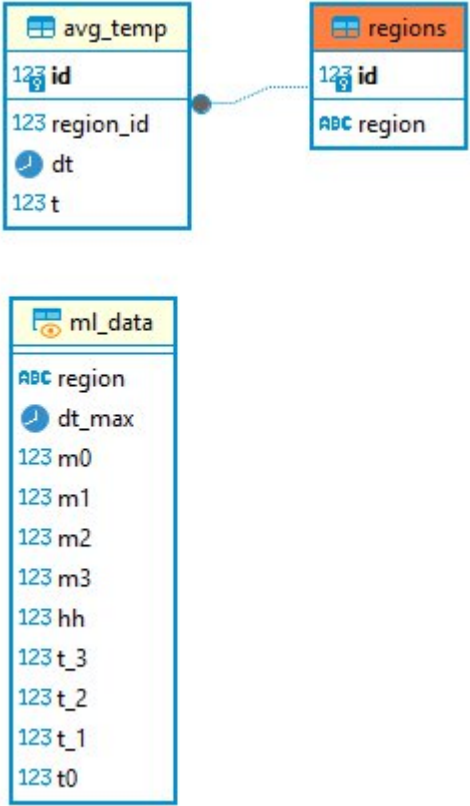 avg_temp
123 id
123 region_id
dt
123 t
regions
123 id
ABC region
ml_data
ABC region
dt_max
123 m0
123 m1
123 m2
123 m3
123 hh
123 t_3
123 t_2
123 t_1
123 t0